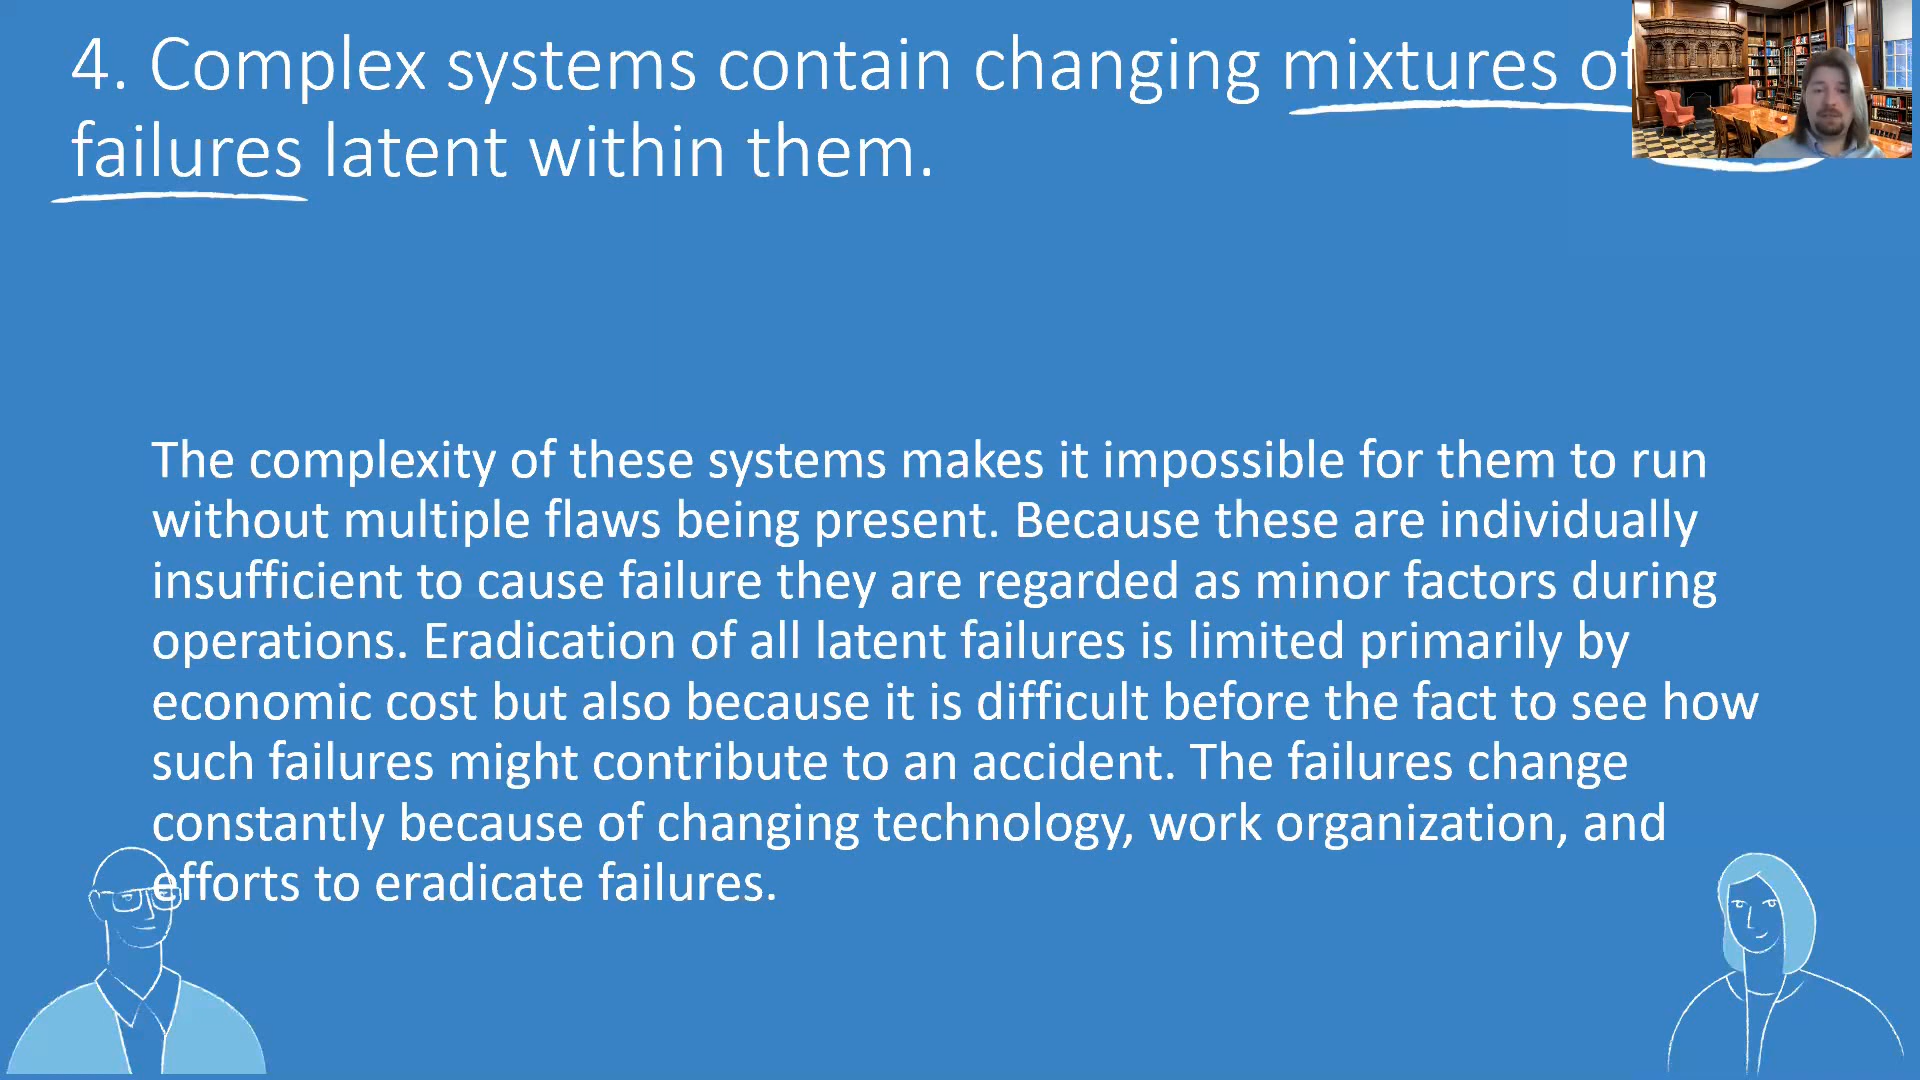 4. Complex systems contain changing mixtures of
failures latent within them.
The complexity of these systems makes it impossible for them to run
without multiple flaws being present. Because these are individually
insufficient to cause failure they are regarded as minor factors during
operations. Eradication of all latent failures is limited primarily by
economic cost but also because it is difficult before the fact to see how
such failures might contribute to an accident. The failures change
constantly because of changing technology, work organization, and
efforts to eradicate failures.